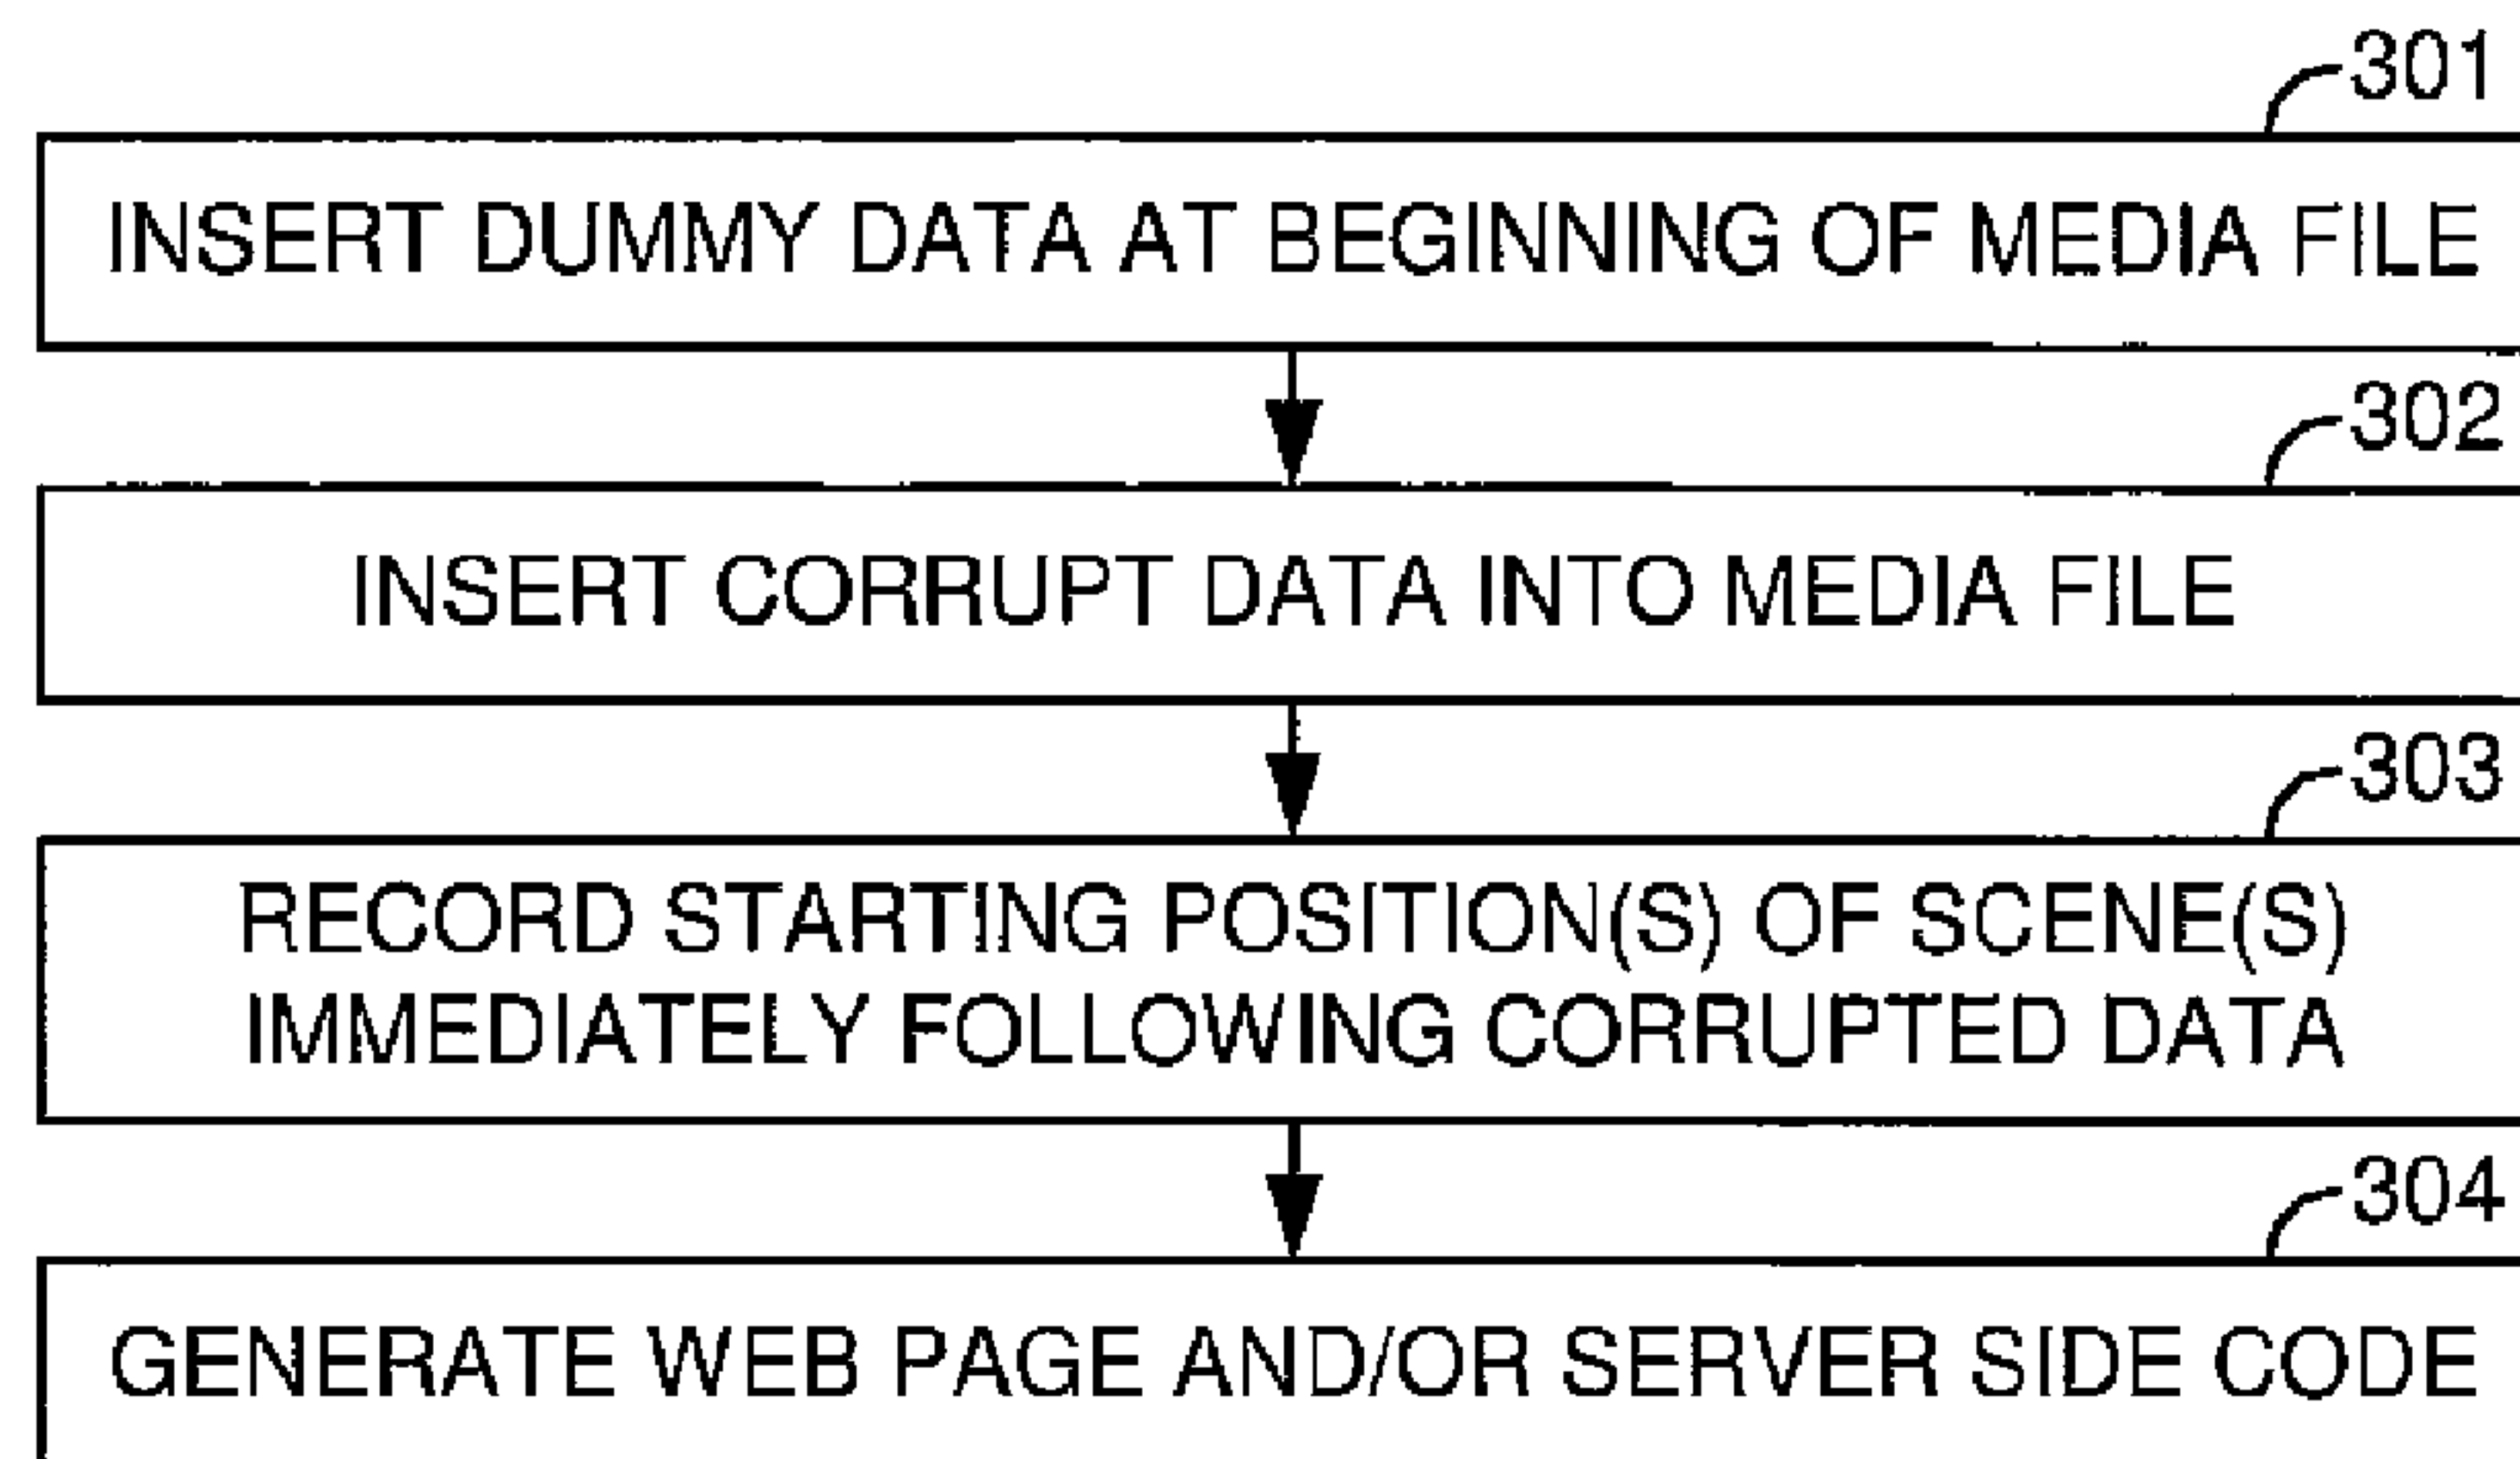 301
INSERT DUMMY DATA AT BEGINNING OF MEDIA FILE
302
INSERT CORRUPT DATA INTO MEDIA FILE
303
RECORD STARTING POSITION(S) OF SCENE(S)
IMMEDIATELY FOLLOWING CORRUPTED DATA
304
GENERATE WEB PAGE AND/OR SERVER SIDE CODE